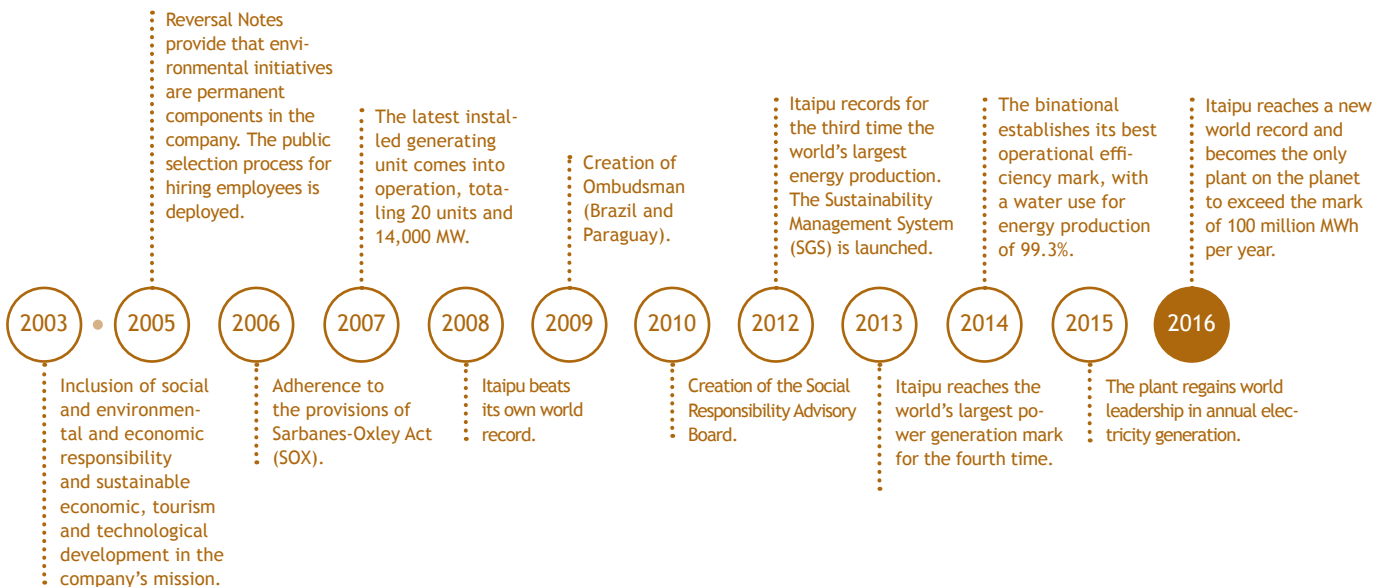 Reversal Notes
provide that envi-
ronmental initiatives
are permanent
components in the
company. The public
selection process for
hiring employees is
deployed.
The latest instal-
led generating
unit comes into
operation, tota-
ling 20 units and
14,000 MW.
Creation of
Ombudsman
(Brazil and
Paraguay).
Itaipu records for
the third time the
world's largest
energy production.
The Sustainability
Management System
(SGS) is launched.
The binational
establishes its best
operational effi-
ciency mark, with
a water use for
energy production
of 99.3%.
Itaipu reaches a new
world record and
becomes the only
plant on the planet
to exceed the mark
of 100 million MWh
per year.
2003
2005
2006
2007
2008
2009
2010
2012
2013
2014
2015
2016
Inclusion of social
and environmen-
tal and economic
responsibility
and sustainable
economic, tourism
and technological
development in the
company's mission.
Adherence to
the provisions of
Sarbanes-Oxley Act
(SOX).
Itaipu beats
its own world
record.
Creation of the Social
Responsibility Advisory
Board.
Itaipu reaches the
world's largest po-
wer generation mark
for the fourth time.
The plant regains world
leadership in annual elec-
tricity generation.